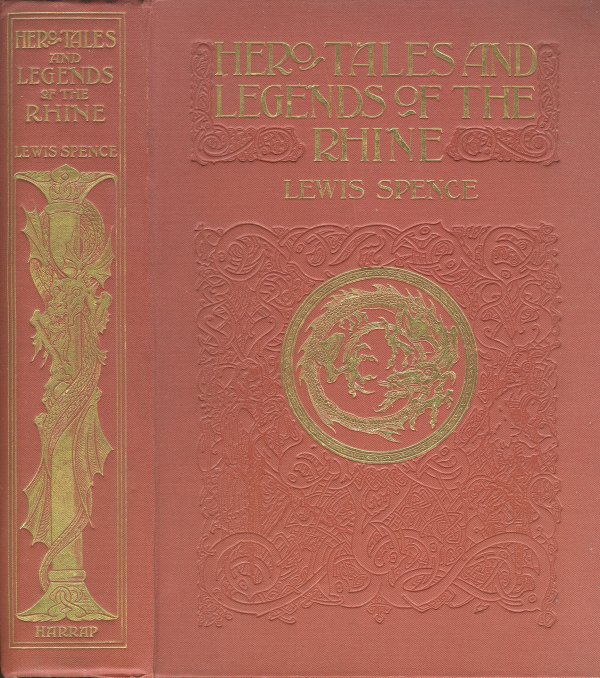 HERO TALES
AND
LEGENDS
OF THE
RHINE
LEWIS SPENCE
HARRAP
HERO TALES AND
LEGENDS OF THE
RHINE
LEWIS SPENCE